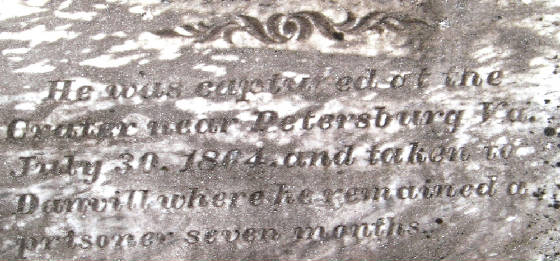 He was captured at the
Crater near Petersburg Va.
July 30. 1864. and taken to
Danvill where he remained a
prisoner seven months.